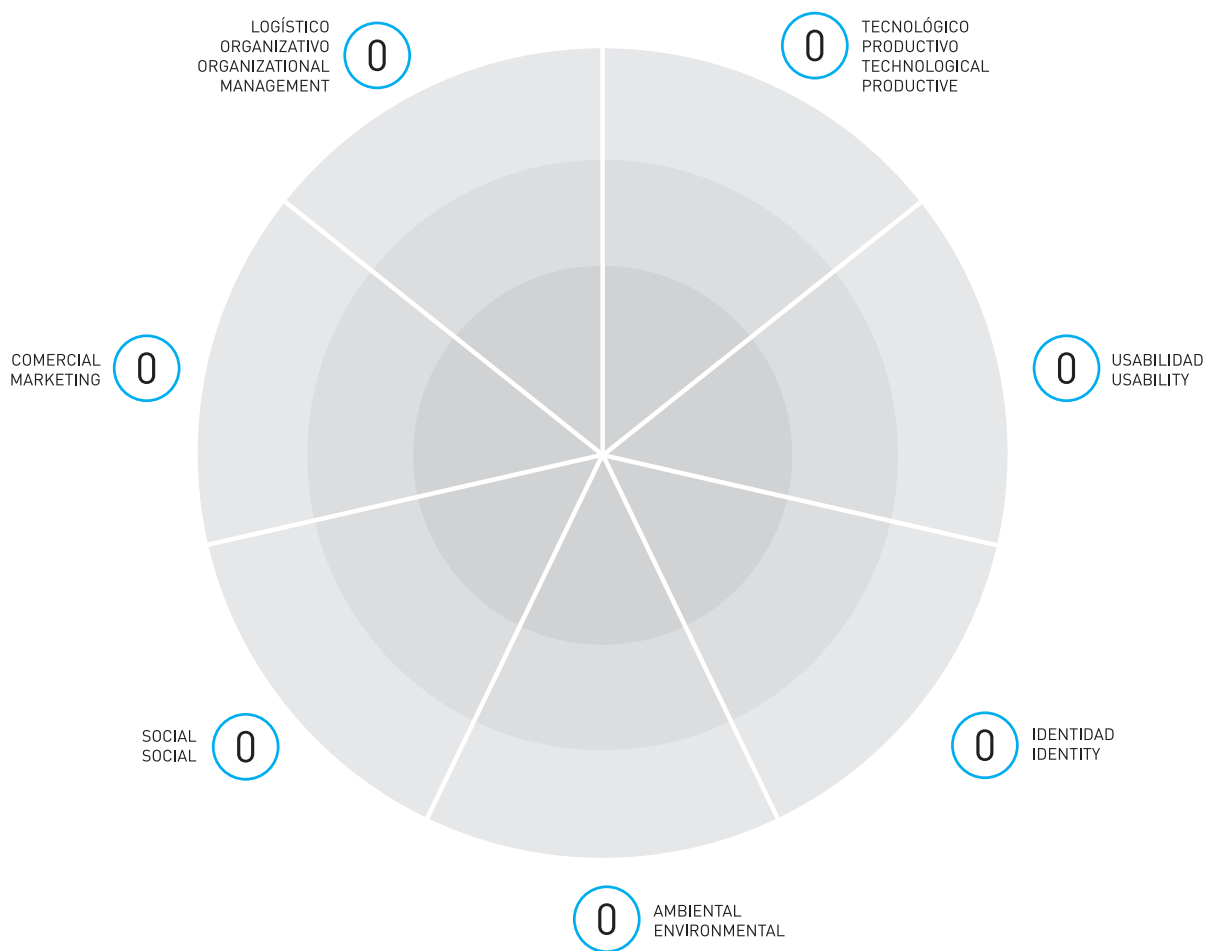 LOGÍSTICO
ORGANIZATIVO
ORGANIZATIONAL
MANAGEMENT
0
0
TECNOLÓGICO
PRODUCTIVO
TECHNOLOGICAL
PRODUCTIVE
COMERCIAL
MARKETING
0
0
USABILIDAD
USABILITY
SOCIAL
SOCIAL
0
0
IDENTIDAD
IDENTITY
0
AMBIENTAL
ENVIRONMENTAL